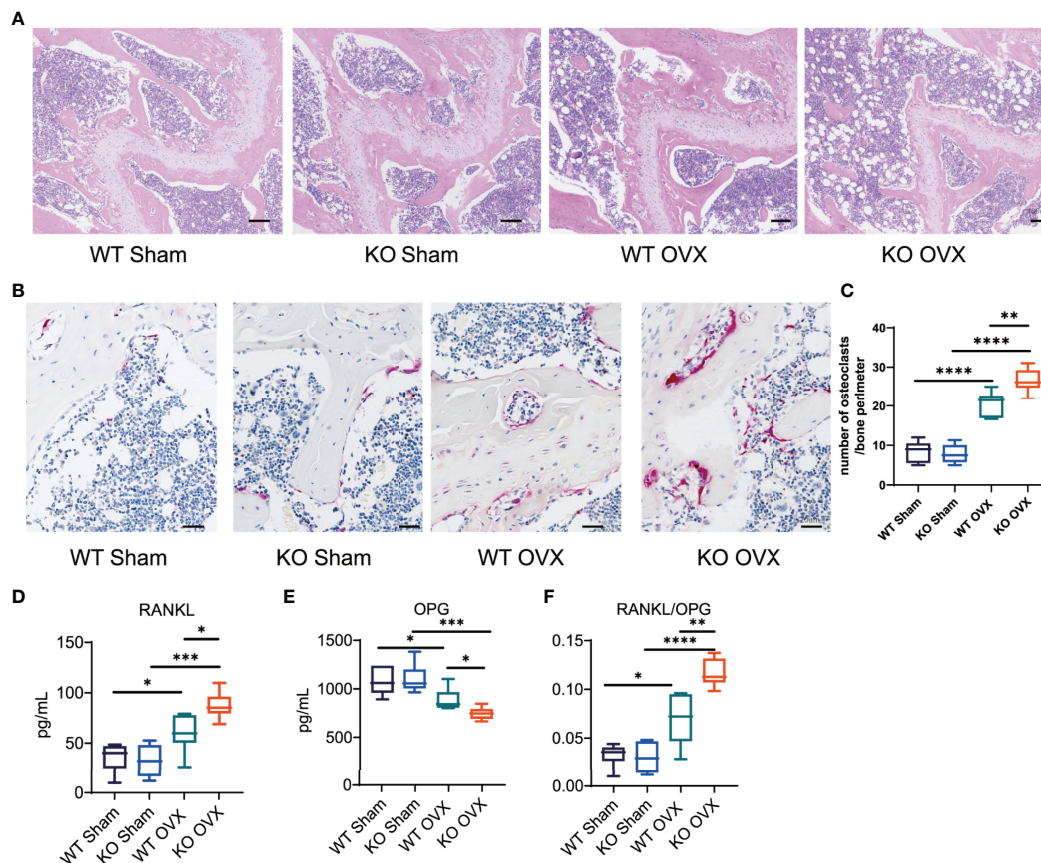 A
WT Sham
KO Sham
WT OVX
KO OVX
B
WT Sham
KO Sham
WT OVX
KO OVX
C
number of osteoclasts
/bone perimeter
40
30
20
10
0
**
****
****
WT Sham
KO Sham
WT OVX
KO OVX
D
RANKL
pg/mL
150
100
50
0
*
***
*
WT Sham
KO Sham
WT OVX
KO OVX
E
OPG
pg/mL
1500
1000
500
0
***
*
*
WT Sham
KO Sham
WT OVX
KO OVX
F
RANKL/OPG
0.15
0.10
0.05
0.00
**
****
*
WT Sham
KO Sham
WT OVX
KO OVX